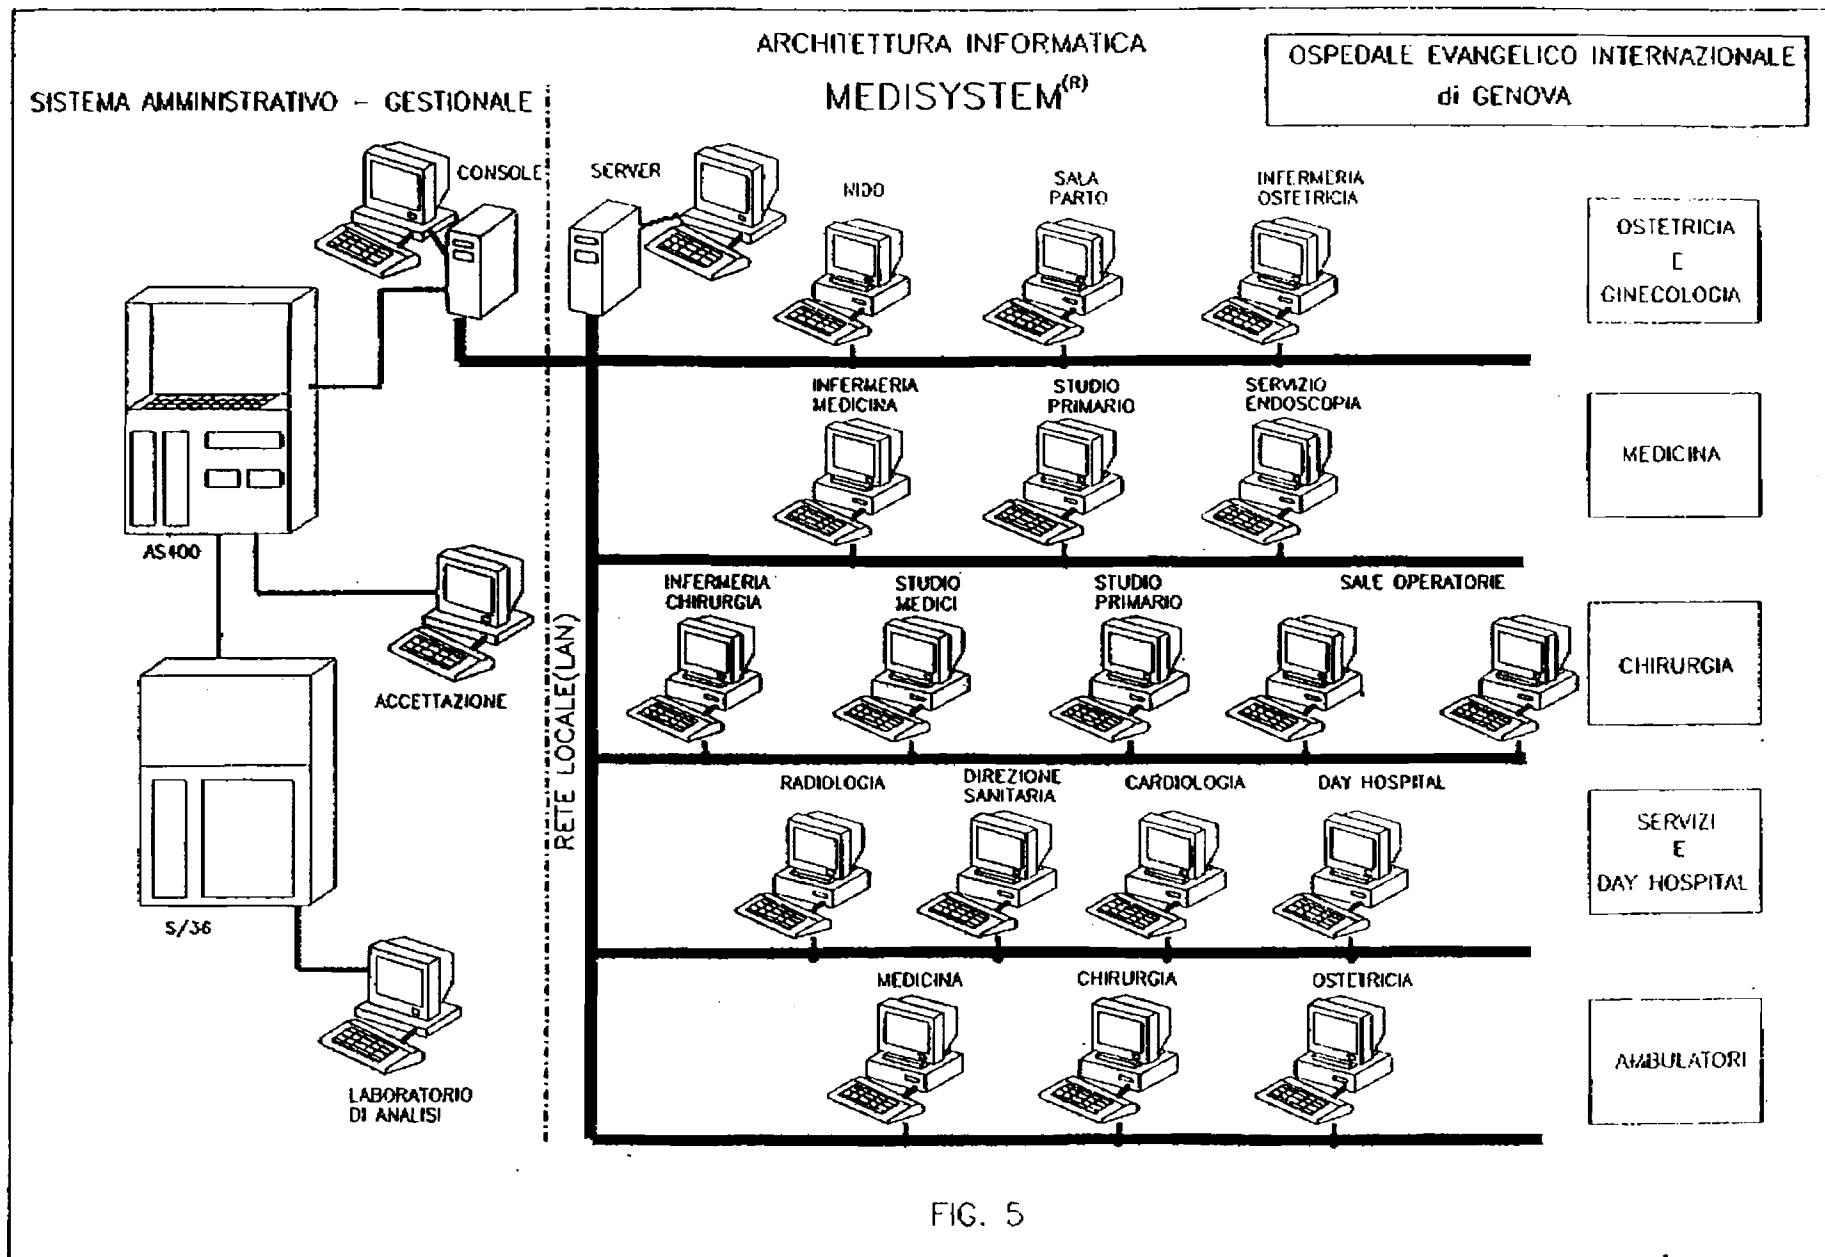 ARCHITETTURA INFORMATICA
MEDISYSTEM(R)
OSPEDALE EVANGELICO INTERNAZIONALE
di GENOVA
SISTEMA AMMINISTRATIVO - GESTIONALE
CONSOLE
SERVER
NIDO
SALA
PARTO
INFERMERIA
OSTETRICIA
OSTETRICIA
E
GINECOLOGIA
INFERMERIA
MEDICINA
STUDIO
PRIMARIO
SERVIZIO
ENDOSCOPIA
MEDICINA
AS400
ACCETTAZIONE
RETE LOCALE(LAN)
INFERMERIA
CHIRURGIA
STUDIO
MEDICI
STUDIO
PRIMARIO
SALE OPERATORIE
CHIRURGIA
RADIOLOGIA
DIREZIONE
SANITARIA
CARDIOLOGIA
DAY HOSPITAL
SERVIZI
E
DAY HOSPITAL
S/36
LABORATORIO
DI ANALISI
MEDICINA
CHIRURGIA
OSTETRICIA
AMBULATORI
FIG. 5